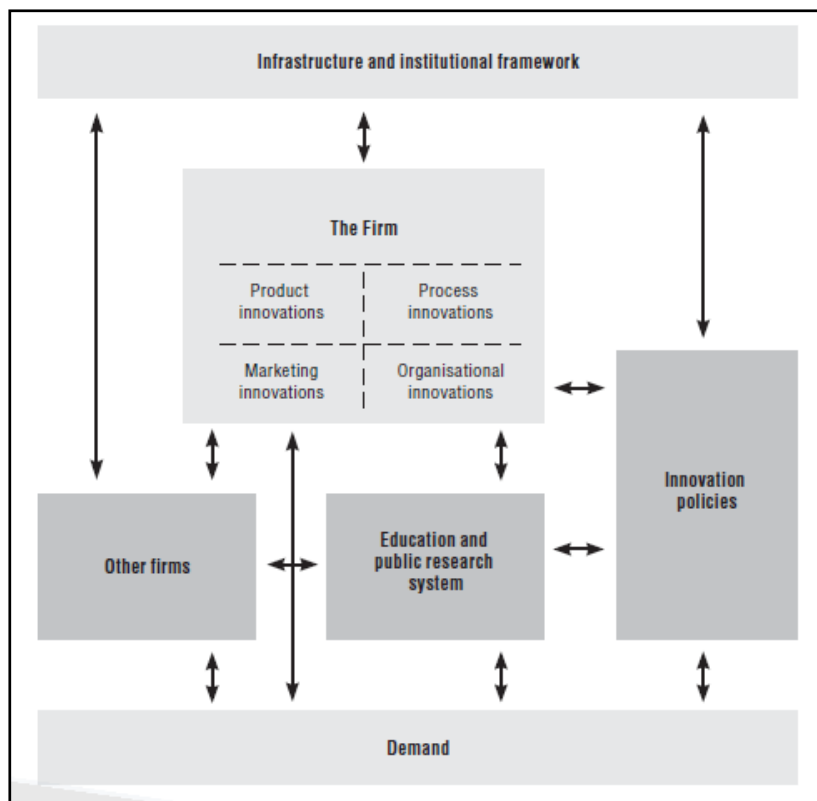 Infrastructure and institutional framework
The Firm
Product
innovations
Process
innovations
Marketing
innovations
Organisational
innovations
Other firms
Education and
public research
system
Innovation
policies
Demand